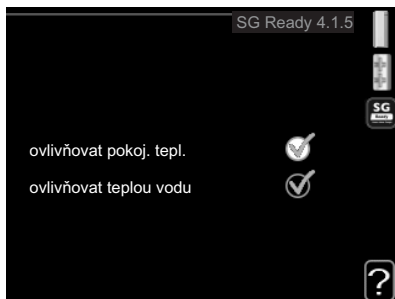 SG Ready 4.1.5
SG
Ready
ovlivňovat pokoj. tepl.
ovlivňovat teplou vodu
?